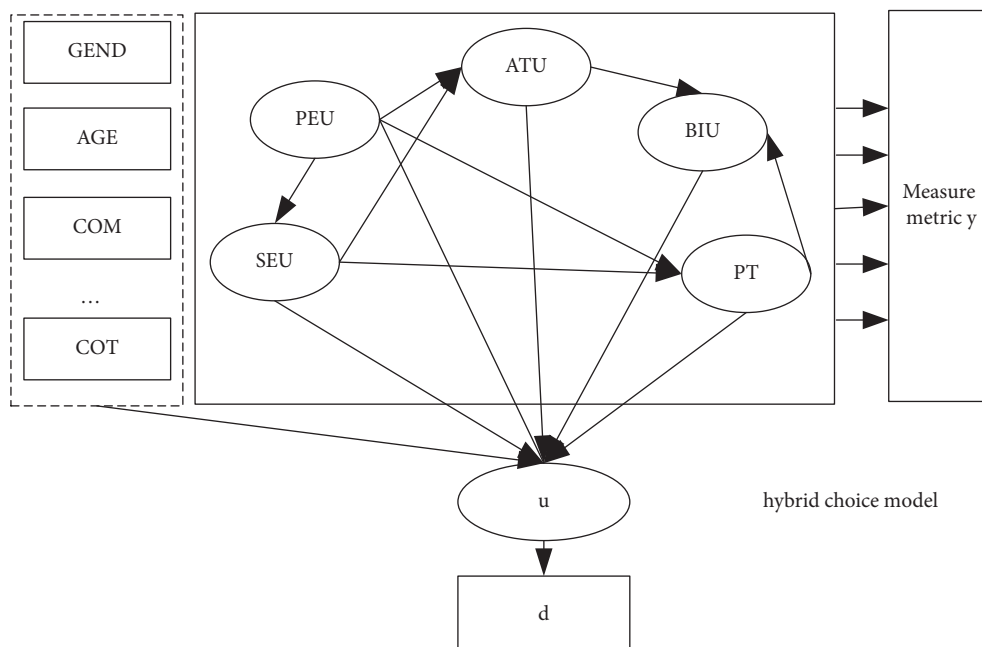 GEND
AGE
COM
...
COT
ATU
PEU
BIU
SEU
PT
Measure
metric y
u
hybrid choice model
d